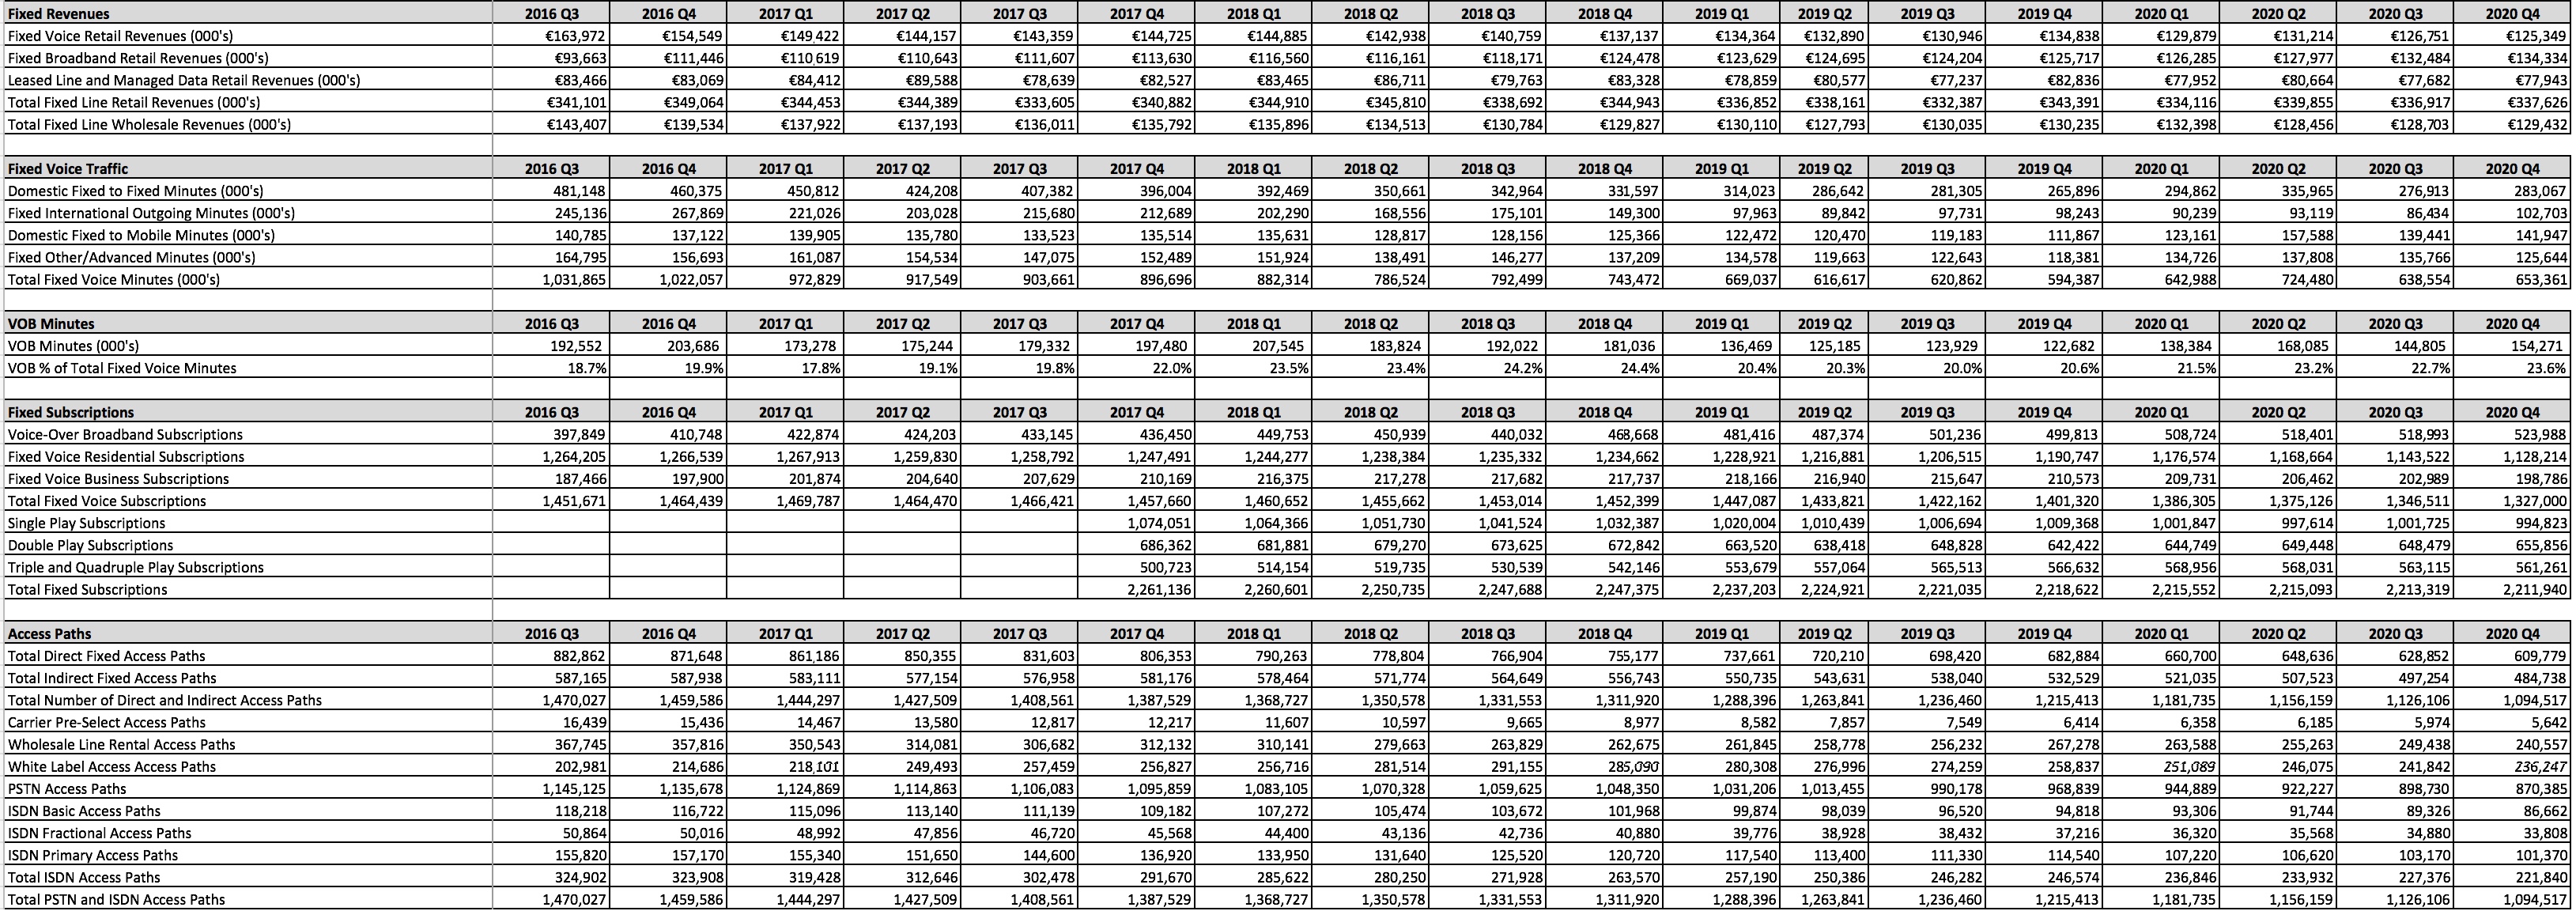 Fixed Revenues 2016 Q3 2016 Q4 2017 Q1 2017 Q2 2017 Q3 2017 Q4 2018 Q1 2018 Q2 2018 Q3 2018 Q4 2019 Q1 2019 Q2 2019 Q3 2019 Q4 2020 Q1 2020 Q2 2020 Q3 2020 Q4
Fixed Voice Retail Revenues (000's) €163,972 €154,549 €149,422 €144,157 €143,359 €144,725 €144,885 €142,938 €140,759 €137,137 €134,364 €132,890 €130,946 €134,838 €129,879 €131,214 €126,751 €125,349
Fixed Broadband Retail Revenues (000's) €93,663 €111,446 €110,619 €110,643 €111,607 €113,630 €116,560 €116,161 €118,171 €124,478 €123,629 €124,695 €124,204 €125,717 €126,285 €127,977 €132,484 €134,334
Leased Line and Managed Data Retail Revenues (000's) €83,466 €83,069 €84,412 €89,588 €78,639 €82,527 €83,465 €86,711 €79,763 €83,328 €78,859 €80,577 €77,237 €82,836 €77,952 €80,664 €77,682 €77,943
Total Fixed Line Retail Revenues (000's) €341,101 €349,064 €344,453 €344,389 €333,605 €340,882 €344,910 €345,810 €338,692 €344,943 €336,852 €338,161 €332,387 €343,391 €334,116 €339,855 €336,917 €337,626
Total Fixed Line Wholesale Revenues (000's) €143,407 €139,534 €137,922 €137,193 €136,011 €135,792 €135,896 €134,513 €130,784 €129,827 €130,110 €127,793 €130,035 €130,235 €132,398 €128,456 €128,703 €129,432
Fixed Voice Traffic 2016 Q3 2016 Q4 2017 Q1 2017 Q2 2017 Q3 2017 Q4 2018 Q1 2018 Q2 2018 Q3 2018 Q4 2019 Q1 2019 Q2 2019 Q3 2019 Q4 2020 Q1 2020 Q2 2020 Q3 2020 Q4
Domestic Fixed to Fixed Minutes (000's) 481,148 460,375 450,812 424,208 407,382 396,004 392,469 350,661 342,964 331,597 314,023 286,642 281,305 265,896 294,862 335,965 276,913 283,067
Fixed International Outgoing Minutes (000's) 245,136 267,869 221,026 203,028 215,680 212,689 202,290 168,556 175,101 149,300 97,963 89,842 97,731 98,243 90,239 93,119 86,434 102,703
Domestic Fixed to Mobile Minutes (000's) 140,785 137,122 139,905 135,780 133,523 135,514 135,631 128,817 128,156 125,366 122,472 120,470 119,183 111,867 123,161 157,588 139,441 141,947
Fixed Other/Advanced Minutes (000's) 164,795 156,693 161,087 154,534 147,075 152,489 151,924 138,491 146,277 137,209 134,578 119,663 122,643 118,381 134,726 137,808 135,766 125,644
Total Fixed Voice Minutes (000's) 1,031,865 1,022,057 972,829 917,549 903,661 896,696 882,314 786,524 792,499 743,472 669,037 616,617 620,862 594,387 642,988 724,480 638,554 653,361
VOB Minutes 2016 Q3 2016 Q4 2017 Q1 2017 Q2 2017 Q3 2017 Q4 2018 Q1 2018 Q2 2018 Q3 2018 Q4 2019 Q1 2019 Q2 2019 Q3 2019 Q4 2020 Q1 2020 Q2 2020 Q3 2020 Q4
VOB Minutes (000's) 192,552 203,686 173,278 175,244 179,332 197,480 207,545 183,824 192,022 181,036 136,469 125,185 123,929 122,682 138,384 168,085 144,805 154,271
VOB % of Total Fixed Voice Minutes 18.7% 19.9% 17.8% 19.1% 19.8% 22.0% 23.5% 23.4% 24.2% 24.4% 20.4% 20.3% 20.0% 20.6% 21.5% 23.2% 22.7% 23.6%
Fixed Subscriptions 2016 Q3 2016 Q4 2017 Q1 2017 Q2 2017 Q3 2017 Q4 2018 Q1 2018 Q2 2018 Q3 2018 Q4 2019 Q1 2019 Q2 2019 Q3 2019 Q4 2020 Q1 2020 Q2 2020 Q3 2020 Q4
Voice-Over Broadband Subscriptions 397,849 410,748 422,874 424,203 433,145 436,450 449,753 450,939 440,032 468,668 481,416 487,374 501,236 499,813 508,724 518,401 518,993 523,988
Fixed Voice Residential Subscriptions 1,264,205 1,266,539 1,267,913 1,259,830 1,258,792 1,247,491 1,244,277 1,238,384 1,235,332 1,234,662 1,228,921 1,216,881 1,206,515 1,190,747 1,176,574 1,168,664 1,143,522 1,128,214
Fixed Voice Business Subscriptions 187,466 197,900 201,874 204,640 207,629 210,169 216,375 217,278 217,682 217,737 218,166 216,940 215,647 210,573 209,731 206,462 202,989 198,786
Total Fixed Voice Subscriptions 1,451,671 1,464,439 1,469,787 1,464,470 1,466,421 1,457,660 1,460,652 1,455,662 1,453,014 1,452,399 1,447,087 1,433,821 1,422,162 1,401,320 1,386,305 1,375,126 1,346,511 1,327,000
Single Play Subscriptions 1,074,051 1,064,366 1,051,730 1,041,524 1,032,387 1,020,004 1,010,439 1,006,694 1,009,368 1,001,847 997,614 1,001,725 994,823
Double Play Subscriptions 686,362 681,881 679,270 673,625 672,842 663,520 638,418 648,828 642,422 644,749 649,448 648,479 655,856
Triple and Quadruple Play Subscriptions 500,723 514,154 519,735 530,539 542,146 553,679 557,064 565,513 566,632 568,956 568,031 563,115 561,261
Total Fixed Subscriptions 2,261,136 2,260,601 2,250,735 2,247,688 2,247,375 2,237,203 2,224,921 2,221,035 2,218,622 2,215,552 2,215,093 2,213,319 2,211,940
Access Paths 2016 Q3 2016 Q4 2017 Q1 2017 Q2 2017 Q3 2017 Q4 2018 Q1 2018 Q2 2018 Q3 2018 Q4 2019 Q1 2019 Q2 2019 Q3 2019 Q4 2020 Q1 2020 Q2 2020 Q3 2020 Q4
Total Direct Fixed Access Paths 882,862 871,648 861,186 850,355 831,603 806,353 790,263 778,804 766,904 755,177 737,661 720,210 698,420 682,884 660,700 648,636 628,852 609,779
Total Indirect Fixed Access Paths 587,165 587,938 583,111 577,154 576,958 581,176 578,464 571,774 564,649 556,743 550,735 543,631 538,040 532,529 521,035 507,523 497,254 484,738
Total Number of Direct and Indirect Access Paths 1,470,027 1,459,586 1,444,297 1,427,509 1,408,561 1,387,529 1,368,727 1,350,578 1,331,553 1,311,920 1,288,396 1,263,841 1,236,460 1,215,413 1,181,735 1,156,159 1,126,106 1,094,517
Carrier Pre-Select Access Paths 16,439 15,436 14,467 13,580 12,817 12,217 11,607 10,597 9,665 8,977 8,582 7,857 7,549 6,414 6,358 6,185 5,974 5,642
Wholesale Line Rental Access Paths 367,745 357,816 350,543 314,081 306,682 312,132 310,141 279,663 263,829 262,675 261,845 258,778 256,232 267,278 263,588 255,263 249,438 240,557
White Label Access Access Paths 202,981 214,686 218,101 249,493 257,459 256,827 256,716 281,514 291,155 285,090 280,308 276,996 274,259 258,837 251,089 246,075 241,842 236,247
PSTN Access Paths 1,145,125 1,135,678 1,124,869 1,114,863 1,106,083 1,095,859 1,083,105 1,070,328 1,059,625 1,048,350 1,031,206 1,013,455 990,178 968,839 944,889 922,227 898,730 870,385
ISDN Basic Access Paths 118,218 116,722 115,096 113,140 111,139 109,182 107,272 105,474 103,672 101,968 99,874 98,039 96,520 94,818 93,306 91,744 89,326 86,662
ISDN Fractional Access Paths 50,864 50,016 48,992 47,856 46,720 45,568 44,400 43,136 42,736 40,880 39,776 38,928 38,432 37,216 36,320 35,568 34,880 33,808
ISDN Primary Access Paths 155,820 157,170 155,340 151,650 144,600 136,920 133,950 131,640 125,520 120,720 117,540 113,400 111,330 114,540 107,220 106,620 103,170 101,370
Total ISDN Access Paths 324,902 323,908 319,428 312,646 302,478 291,670 285,622 280,250 271,928 263,570 257,190 250,386 246,282 246,574 236,846 233,932 227,376 221,840
Total PSTN and ISDN Access Paths 1,470,027 1,459,586 1,444,297 1,427,509 1,408,561 1,387,529 1,368,727 1,350,578 1,331,553 1,311,920 1,288,396 1,263,841 1,236,460 1,215,413 1,181,735 1,156,159 1,126,106 1,094,517